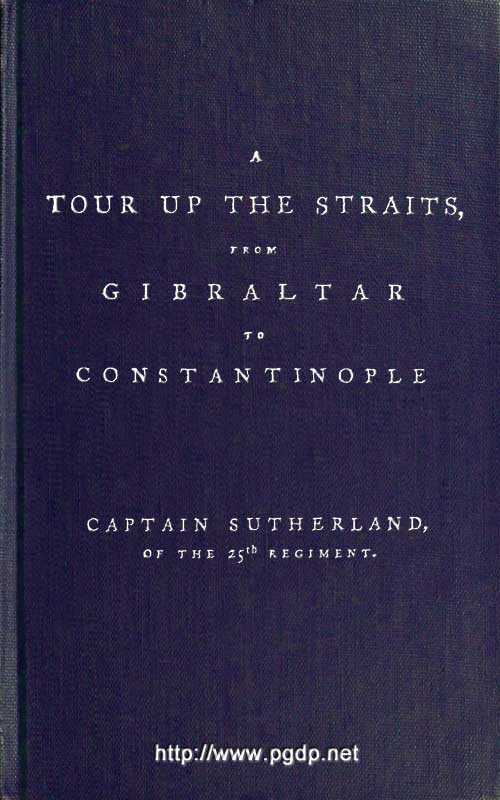 A
TOUR UP THE STRAITS,
FROM
GIBRALTAR
TO
CONSTANTINOPLE
CAPTAIN SUTHERLAND,
OF THE 25th REGIMENT.
http://www.pgdp.net